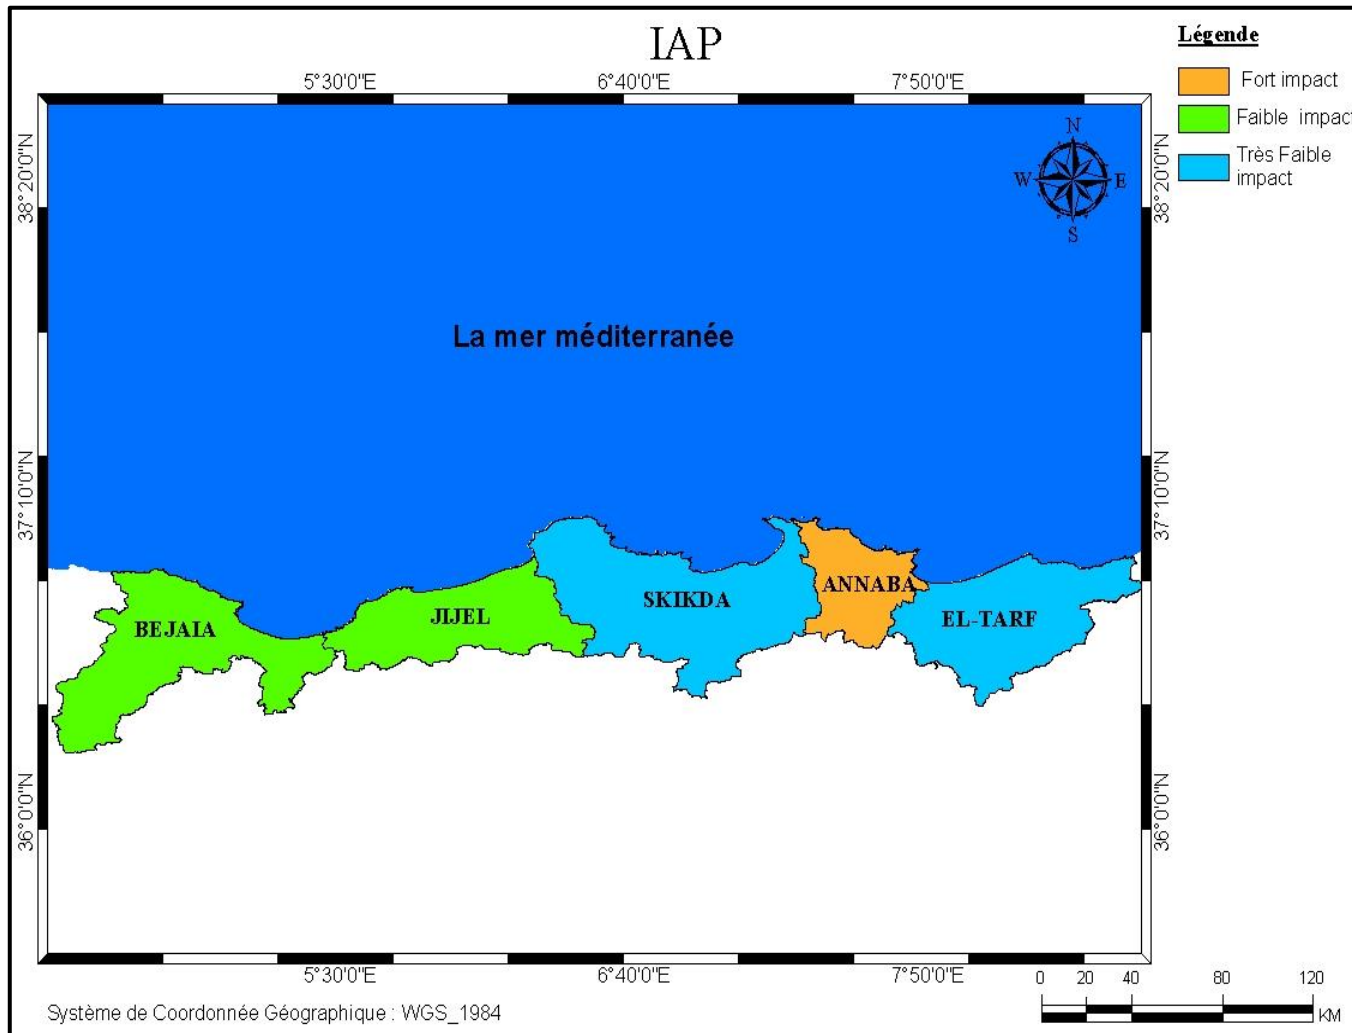 IAP
Légende
Fort impact
Faible impact
Très Faible
impact
5°30'0"E 6°40'0"E 7°50'0"E
38°20'0"N
38°20'0"N
N
W E
S
La mer méditerranée
37°10'0"N
37°10'0"N
BEJAIA
JIJEL
SKIKDA
ANNABA
EL-TARF
36°0'0"N
36°0'0"N
5°30'0"E 6°40'0"E 7°50'0"E
0 20 40 80 120
KM
Système de Coordonnée Géographique : WGS_1984